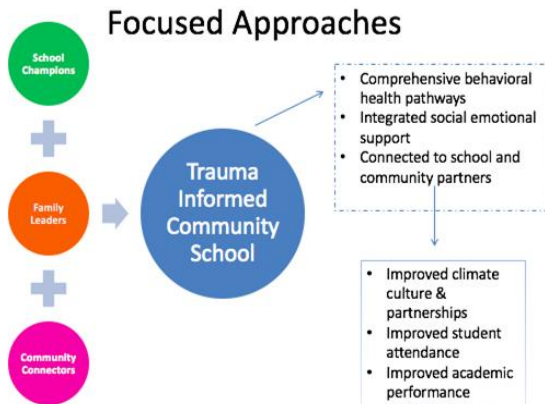 Focused Approaches
School
Champions
Family
Leaders
Community
Connectors
Trauma
Informed
Community
School
• Comprehensive behavioral
health pathways
• Integrated social emotional
support
• Connected to school and
community partners
• Improved climate
culture &
partnerships
• Improved student
attendance
• Improved academic
performance